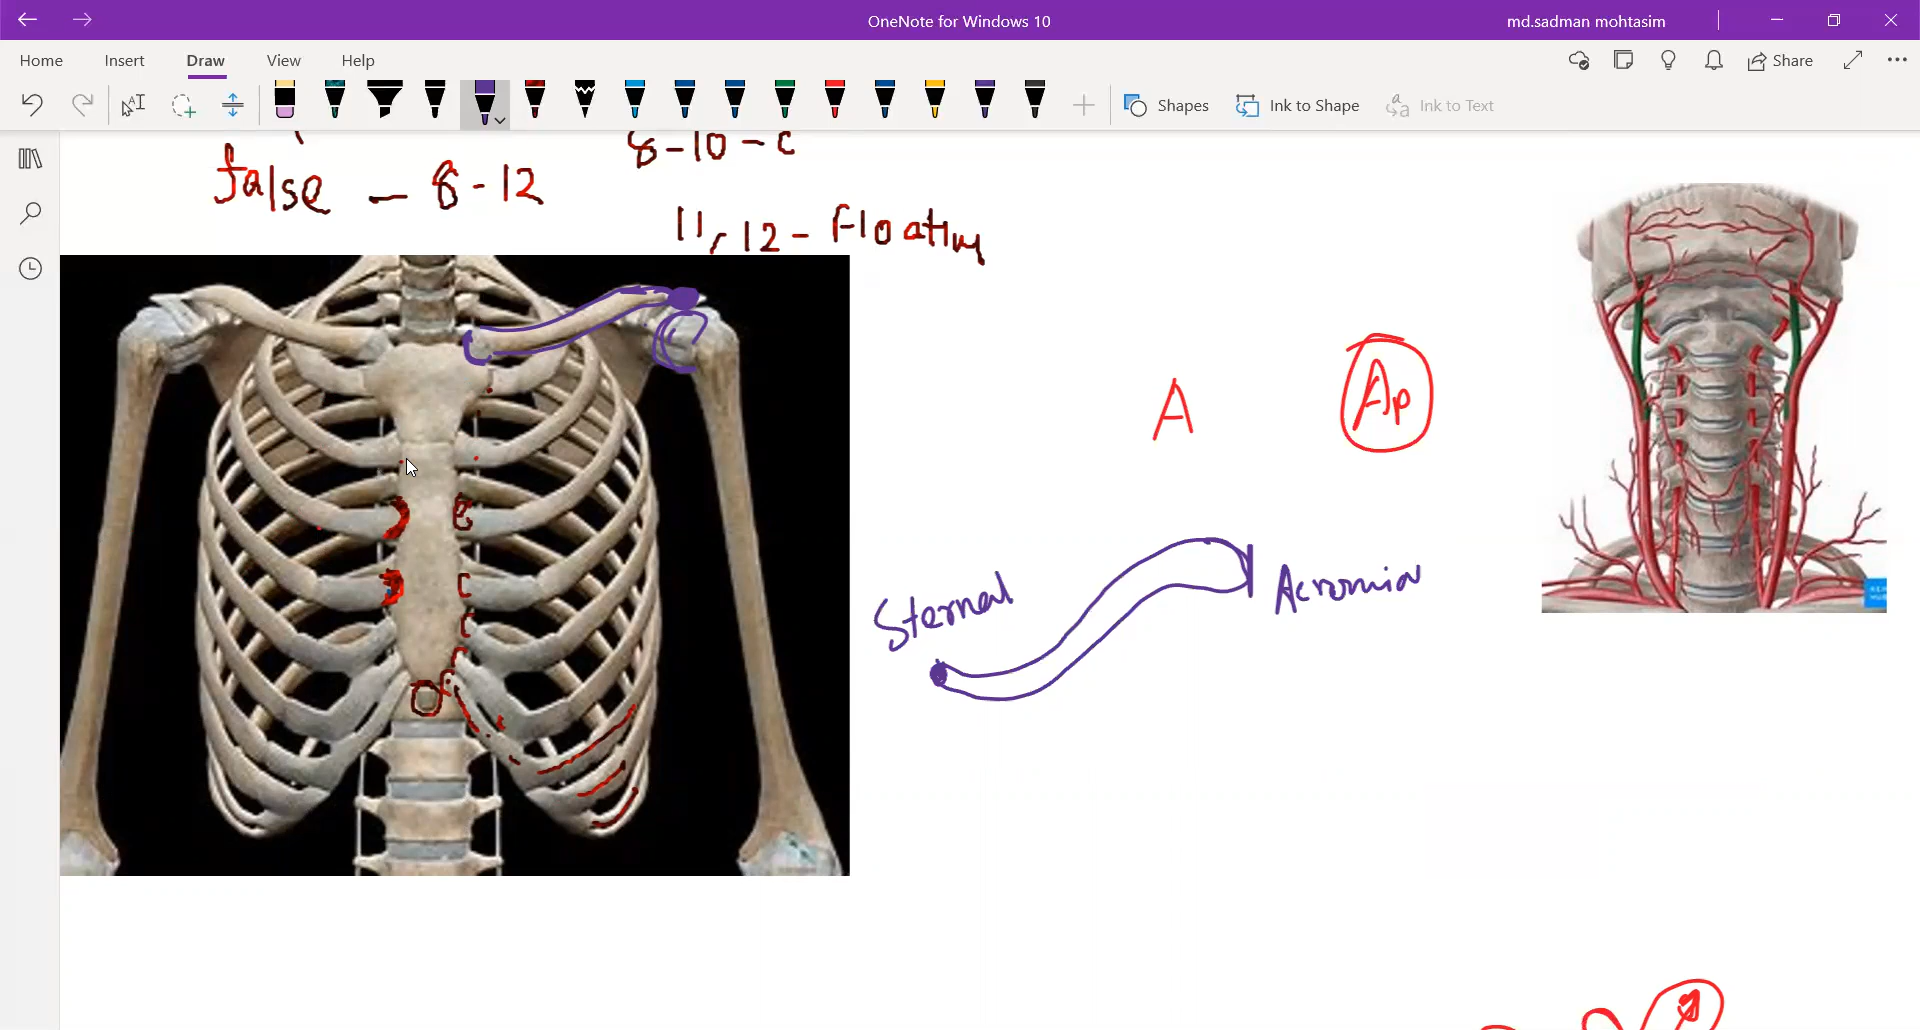 OneNote for Windows 10
md.sadman mohtasim
Home Insert Draw View Help
Share
Shapes Ink to Shape Ink to Text
8-10-c
false - 8-12
11, 12 - Floating
A
Ap
Sternal
Acromion